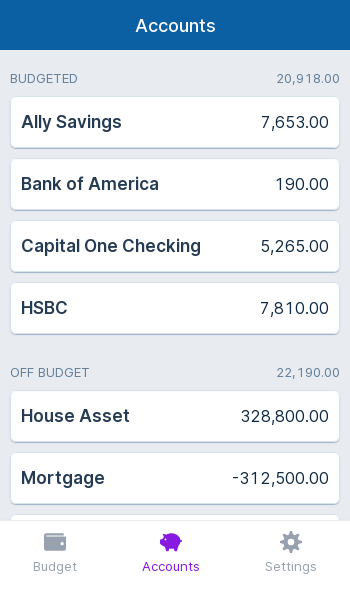 Accounts
BUDGETED 20,918.00
Ally Savings 7,653.00
Bank of America 190.00
Capital One Checking 5,265.00
HSBC 7,810.00
OFF BUDGET 22,190.00
House Asset 328,800.00
Mortgage -312,500.00
Budget Accounts Settings